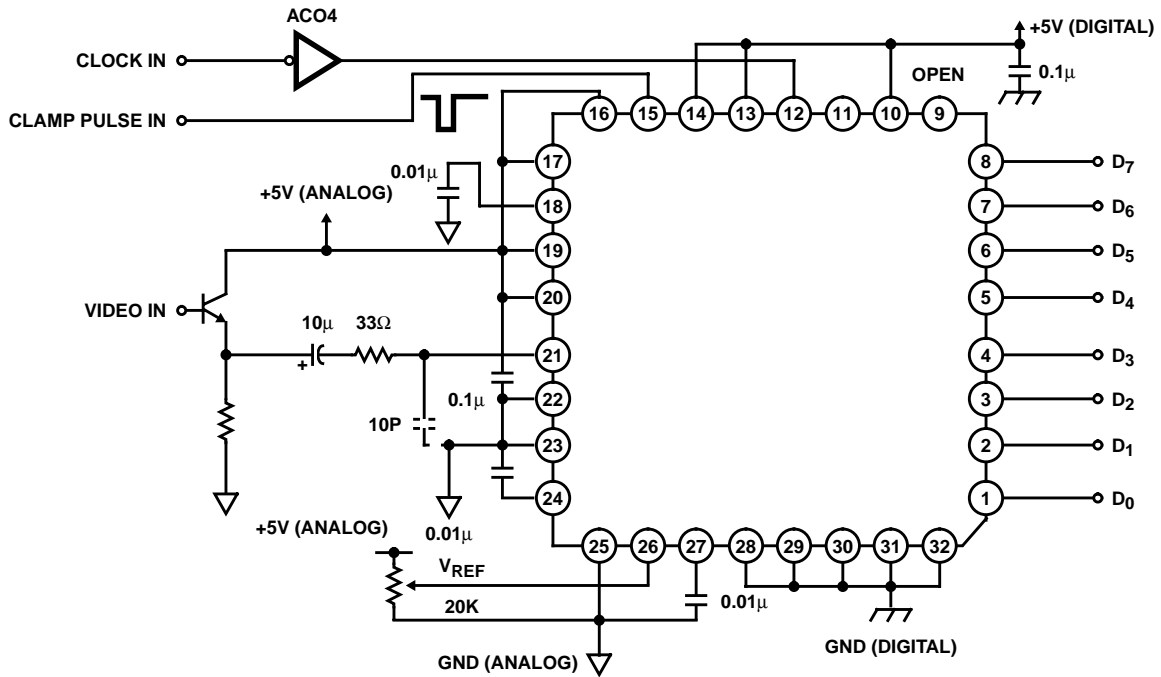 ACO4
CLOCK IN
+5V (DIGITAL)
OPEN
0.1μ
CLAMP PULSE IN
16 15 14 13 12 11 10 9
17
18
19
20
21
22
23
24
8
7
6
5
4
3
2
1
D7
D6
D5
D4
D3
D2
D1
D0
0.01μ
+5V (ANALOG)
VIDEO IN
10μ
33Ω
0.1μ
10P
0.01μ
+5V (ANALOG)
25 26 27 28 29 30 31 32
VREF
20K
0.01μ
GND (ANALOG)
GND (DIGITAL)